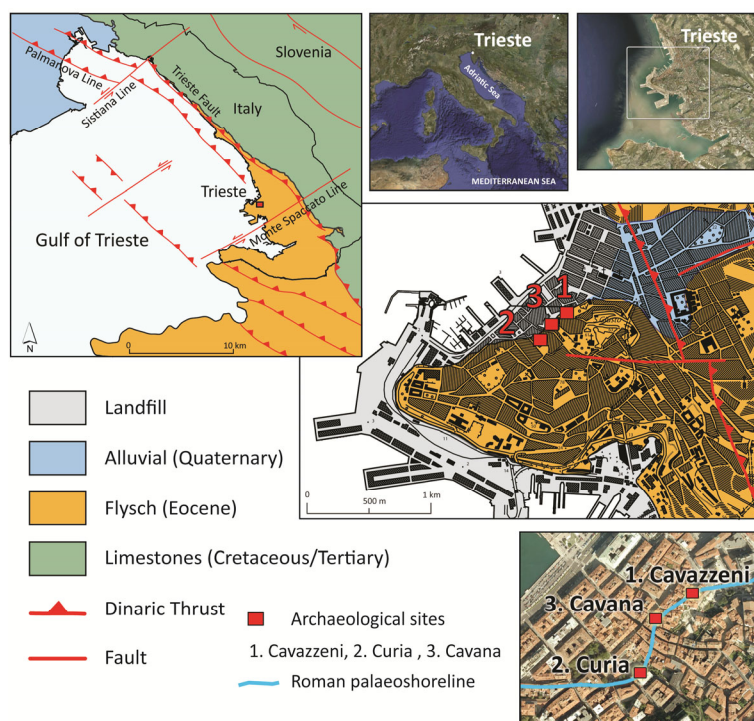 Slovenia
Palmanova Line
Sistiana Line
Trieste Fault
Italy
Trieste
Monte Spaccato Line
Gulf of Trieste
N
0 10 km
Trieste
Adriatic Sea
MEDITERRANEAN SEA
Trieste
1
3
2
0 500 m 1 km
Landfill
Alluvial (Quaternary)
Flysch (Eocene)
Limestones (Cretaceous/Tertiary)
Dinaric Thrust
Fault
Archaeological sites
1. Cavazzeni, 2. Curia , 3. Cavana
Roman palaeoshoreline
1. Cavazzeni
3. Cavana
2. Curia